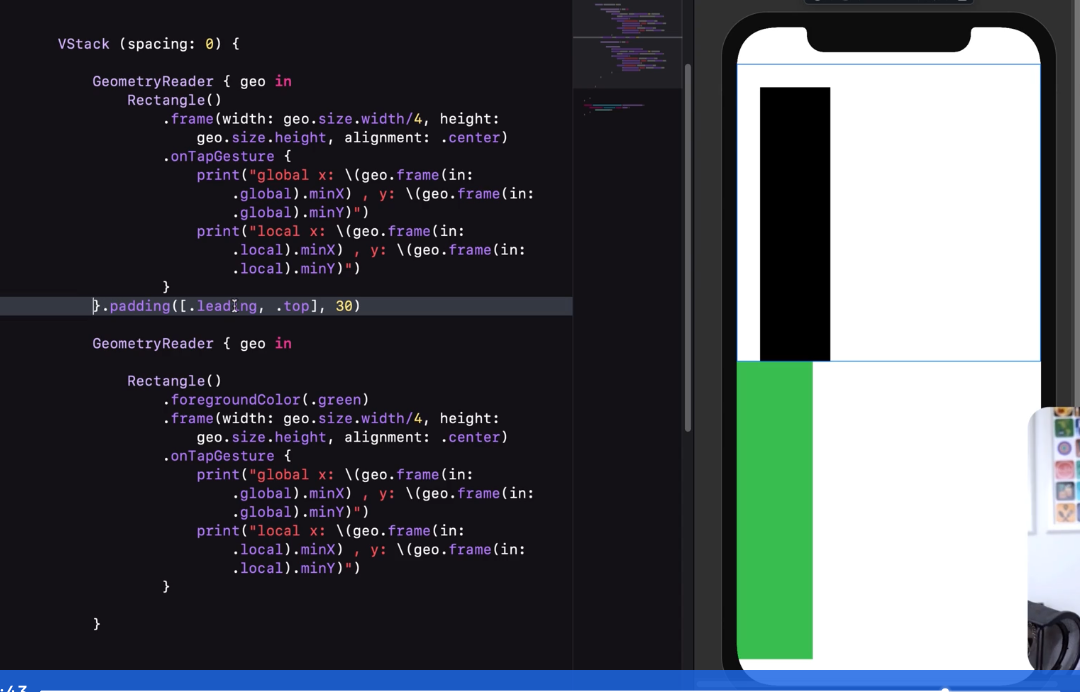 VStack (spacing: 0) {
GeometryReader { geo in
Rectangle()
.frame(width: geo.size.width/4, height:
geo.size.height, alignment: .center)
.onTapGesture {
print("global x: \(geo.frame(in:
.global).minX) , y: \(geo.frame(in:
.global).minY)")
print("local x: \(geo.frame(in:
.local).minX) , y: \(geo.frame(in:
.local).minY)")
}
}.padding([.leading, .top], 30)
GeometryReader { geo in
Rectangle()
.foregroundColor(.green)
.frame(width: geo.size.width/4, height:
geo.size.height, alignment: .center)
.onTapGesture {
print("global x: \(geo.frame(in:
.global).minX) , y: \(geo.frame(in:
.global).minY)")
print("local x: \(geo.frame(in:
.local).minX) , y: \(geo.frame(in:
.local).minY)")
}
}